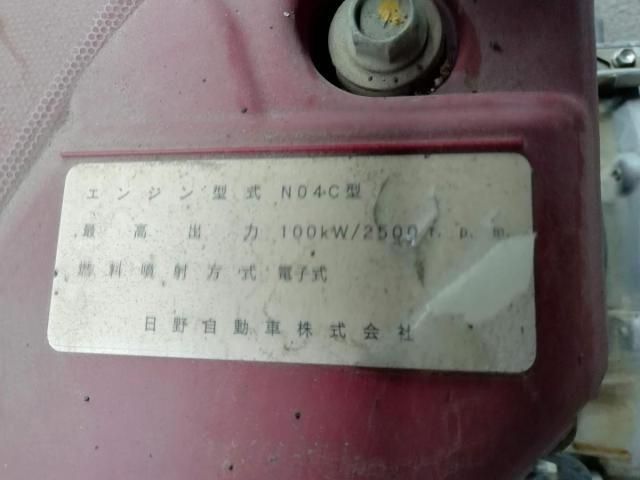 エンジン型式 N04C型
最高出力 100kW/2500 r.p.m.
燃料噴射方式 電子式
日野自動車株式会社